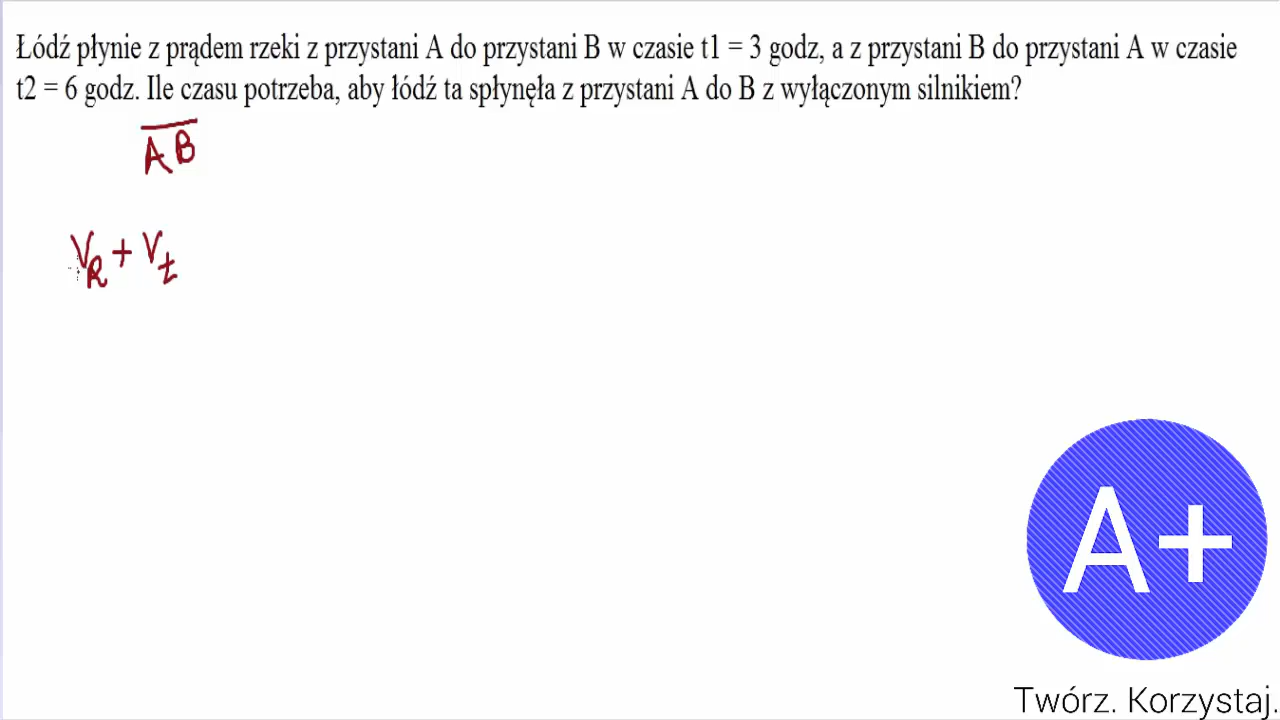 Łódź płynie z prądem rzeki z przystani A do przystani B w czasie t1 = 3 godz, a z przystani B do przystani A w czasie
t2 = 6 godz. Ile czasu potrzeba, aby łódź ta spłynęła z przystani A do B z wyłączonym silnikiem?
AB
VR + Vł
A+
Twórz. Korzystaj.